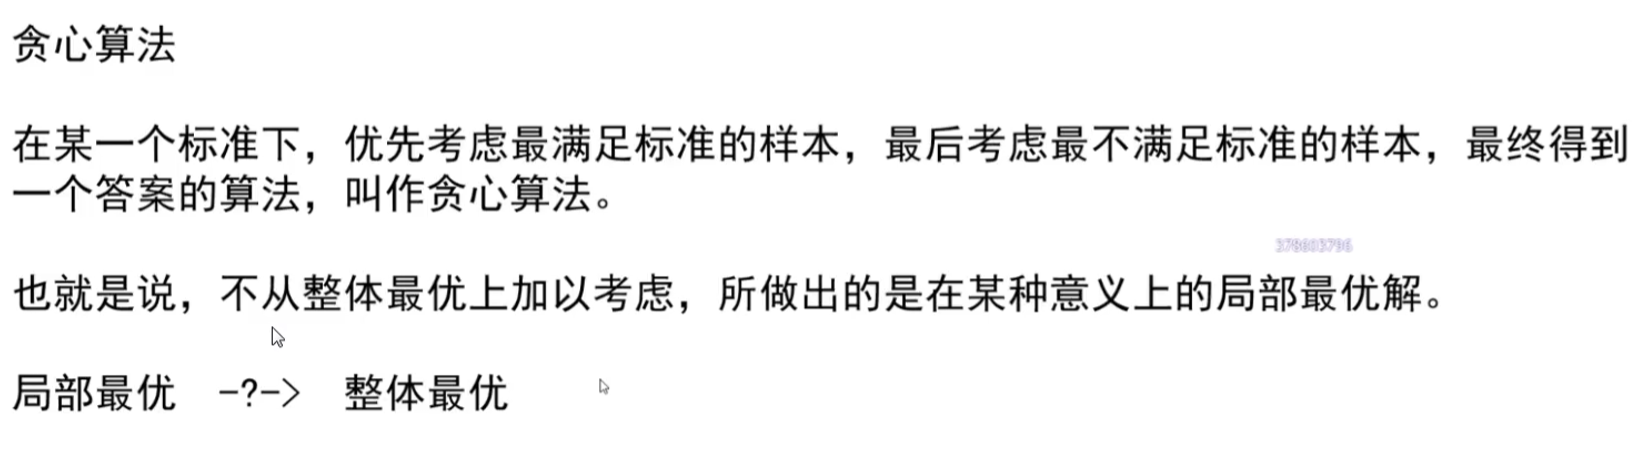 贪心算法
在某一个标准下，优先考虑最满足标准的样本，最后考虑最不满足标准的样本，最终得到
一个答案的算法，叫作贪心算法。
也就是说，不从整体最优上加以考虑，所做出的是在某种意义上的局部最优解。
局部最优 -?-> 整体最优